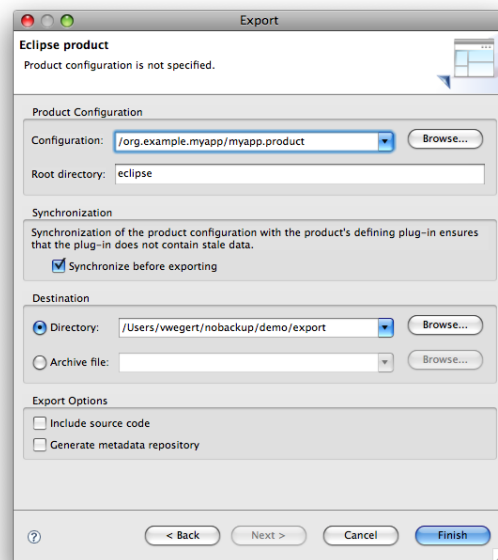 Export
Eclipse product
Product configuration is not specified.
Product Configuration
Configuration: /org.example.myapp/myapp.product Browse...
Root directory: eclipse
Synchronization
Synchronization of the product configuration with the product's defining plug-in ensures
that the plug-in does not contain stale data.
Synchronize before exporting
Destination
Directory: /Users/vwegert/nobackup/demo/export Browse...
Archive file: Browse...
Export Options
Include source code
Generate metadata repository
? < Back Next > Cancel Finish